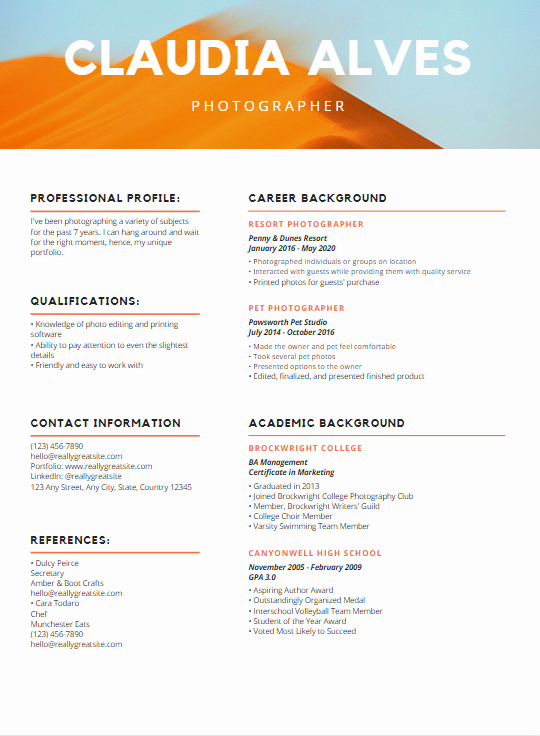 CLAUDIA ALVES
PHOTOGRAPHER
PROFESSIONAL PROFILE:
I've been photographing a variety of subjects
for the past 7 years. I can hang around and wait
for the right moment, hence, my unique
portfolio.
QUALIFICATIONS:
• Knowledge of photo editing and printing
software
• Ability to pay attention to even the slightest
details
• Friendly and easy to work with
CONTACT INFORMATION
(123) 456-7890
hello@reallygreatsite.com
Portfolio: www.reallygreatsite.com
LinkedIn: @reallygreatsite
123 Any Street, Any City, State, Country 12345
REFERENCES:
• Dulcy Peirce
Secretary
Amber & Boot Crafts
hello@reallygreatsite.com
• Cara Todaro
Chef
Munchester Eats
(123) 456-7890
hello@reallygreatsite.com
CAREER BACKGROUND
RESORT PHOTOGRAPHER
Penny & Dunes Resort
January 2016 - May 2020
• Photographed individuals or groups on location
• Interacted with guests while providing them with quality service
• Printed photos for guests' purchase
PET PHOTOGRAPHER
Pawsworth Pet Studio
July 2014 - October 2016
• Made the owner and pet feel comfortable
• Took several pet photos
• Presented options to the owner
• Edited, finalized, and presented finished product
ACADEMIC BACKGROUND
BROCKWRIGHT COLLEGE
BA Management
Certificate in Marketing
• Graduated in 2013
• Joined Brockwright College Photography Club
• Member, Brockwright Writers' Guild
• College Choir Member
• Varsity Swimming Team Member
CANYONWELL HIGH SCHOOL
November 2005 - February 2009
GPA 3.0
• Aspiring Author Award
• Outstandingly Organized Medal
• Interschool Volleyball Team Member
• Student of the Year Award
• Voted Most Likely to Succeed